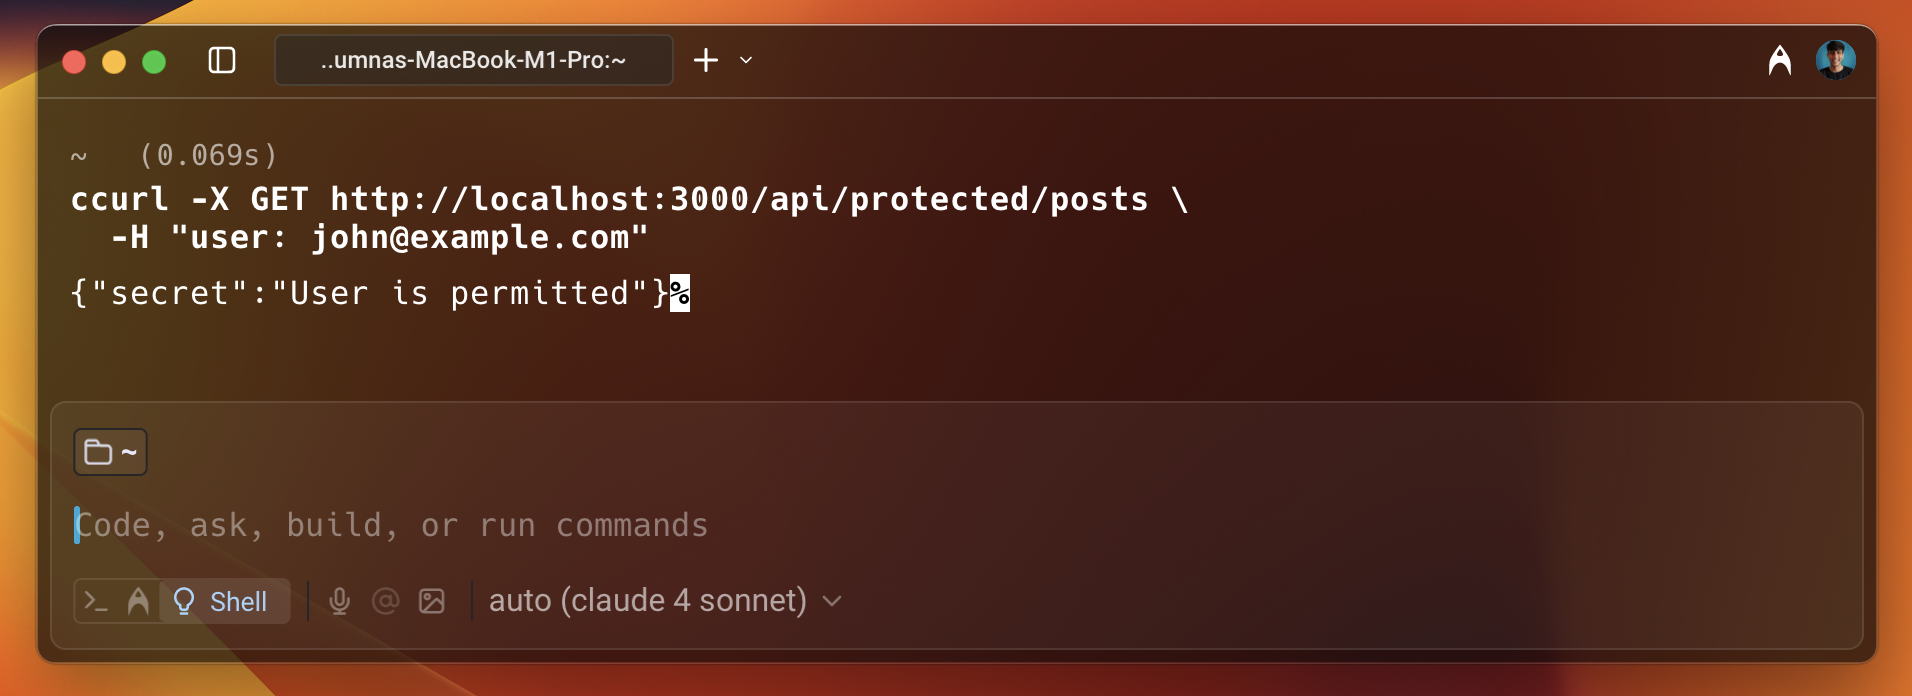 ..umnas-MacBook-M1-Pro:~
~ (0.069s)
ccurl -X GET http://localhost:3000/api/protected/posts \
-H "user: john@example.com"
{"secret":"User is permitted"}%
~
Code, ask, build, or run commands
Shell
auto (claude 4 sonnet)